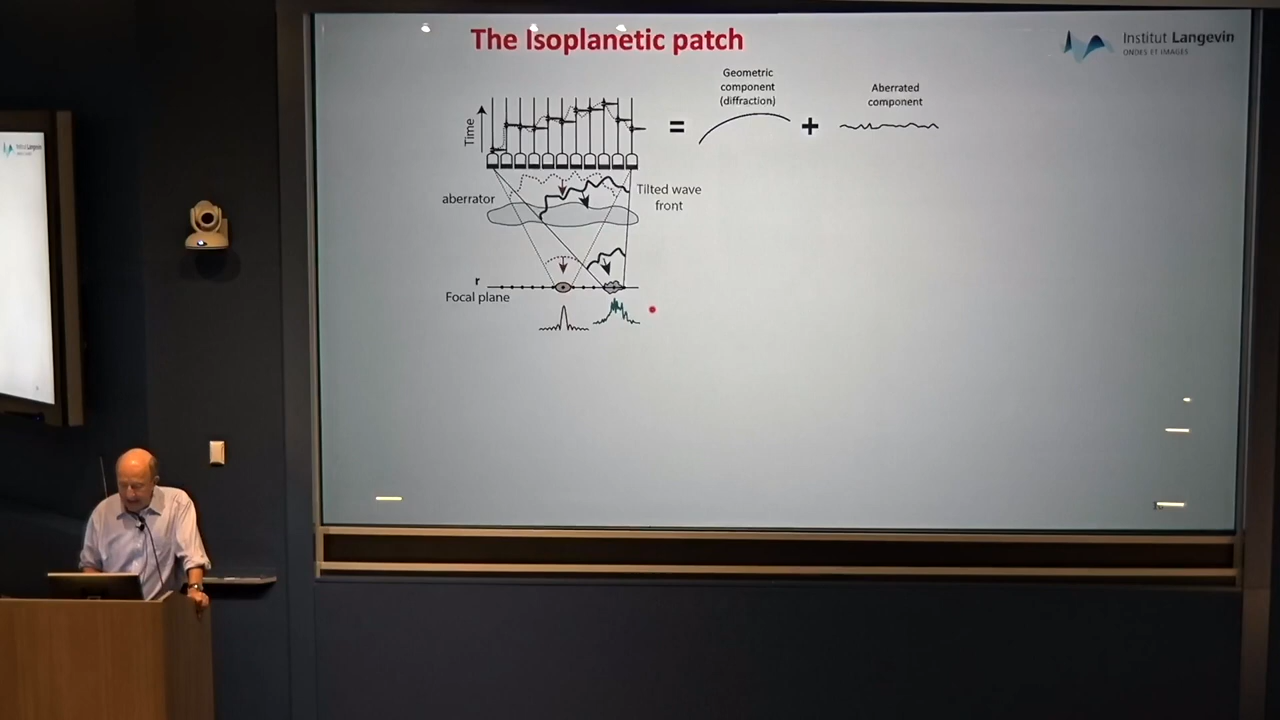 The Isoplanetic patch
Institut Langevin
ONDES ET IMAGES
Geometric
component
(diffraction)
Aberrated
component
Time
=
+
aberrator
Tilted wave
front
r
Focal plane